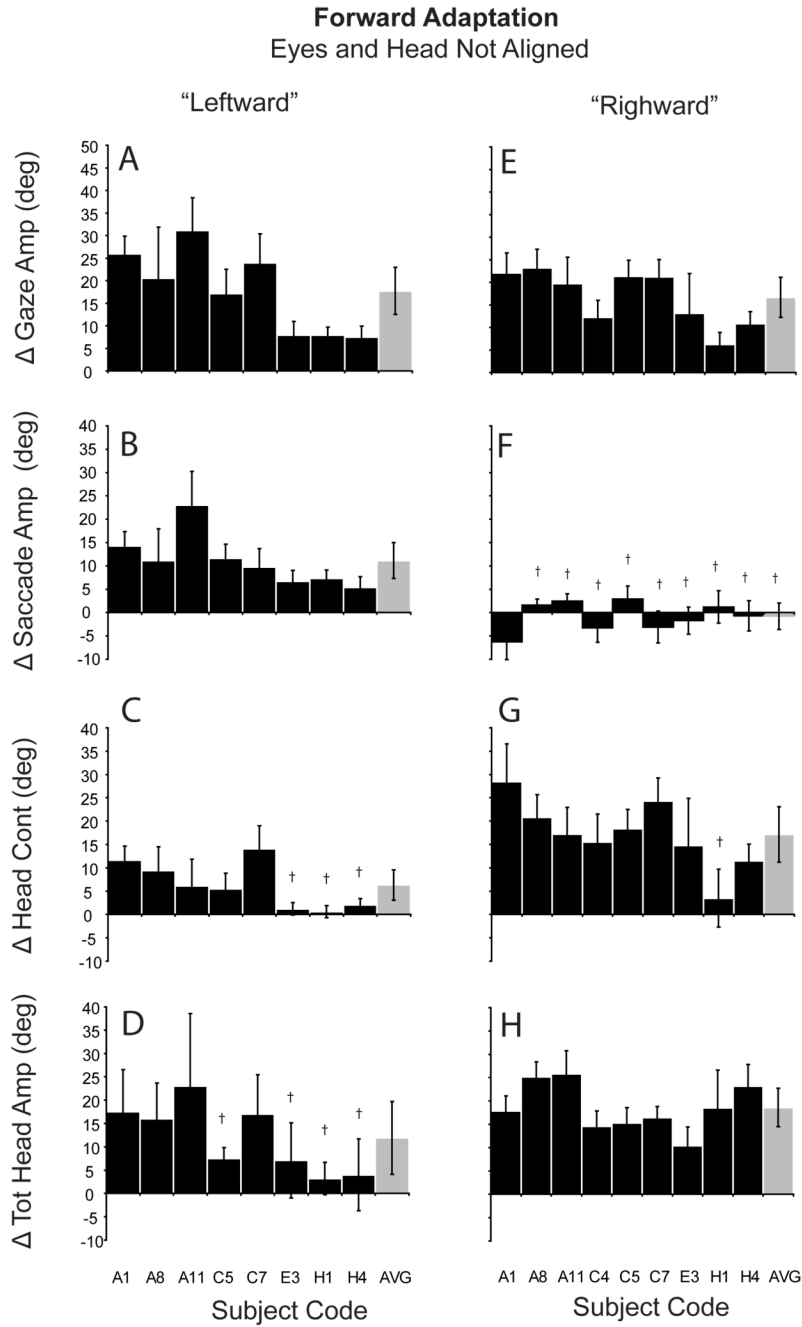 Forward Adaptation
Eyes and Head Not Aligned
“Leftward”
“Righward”
Δ Gaze Amp (deg)
A
50
45
40
35
30
25
20
15
10
5
0
E
Δ Saccade Amp (deg)
B
40
35
30
25
20
15
10
5
0
-5
-10
F
† † † † † † † † †
Δ Head Cont (deg)
C
40
35
30
25
20
15
10
5
0
-5
-10
† † †
G
†
Δ Tot Head Amp (deg)
D
40
35
30
25
20
15
10
5
0
-5
-10
† † † †
H
A1 A8 A11 C5 C7 E3 H1 H4 AVG
Subject Code
A1 A8 A11 C4 C5 C7 E3 H1 H4 AVG
Subject Code